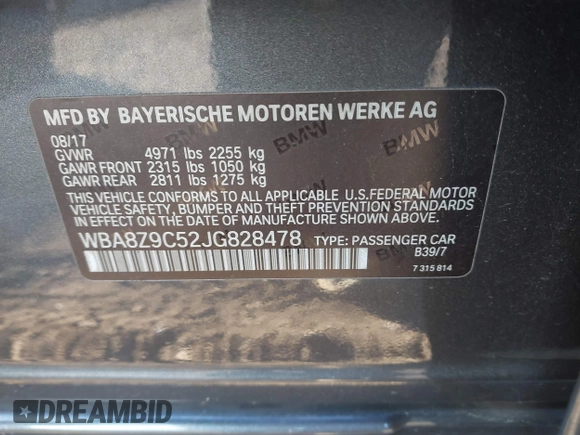 MFD BY BAYERISCHE MOTOREN WERKE AG
08/17
GVWR 4971 lbs 2255 kg
GAWR FRONT 2315 lbs 1050 kg
GAWR REAR 2811 lbs 1275 kg
THIS VEHICLE CONFORMS TO ALL APPLICABLE U.S.FEDERAL MOTOR
VEHICLE SAFETY, BUMPER AND THEFT PREVENTION STANDARDS
IN EFFECT ON THE DATE OF MANUFACTURE SHOWN ABOVE.
WBA8Z9C52JG828478 TYPE: PASSENGER CAR
B39/7
7 315 814
BMW BMW BMW
DREAMBID